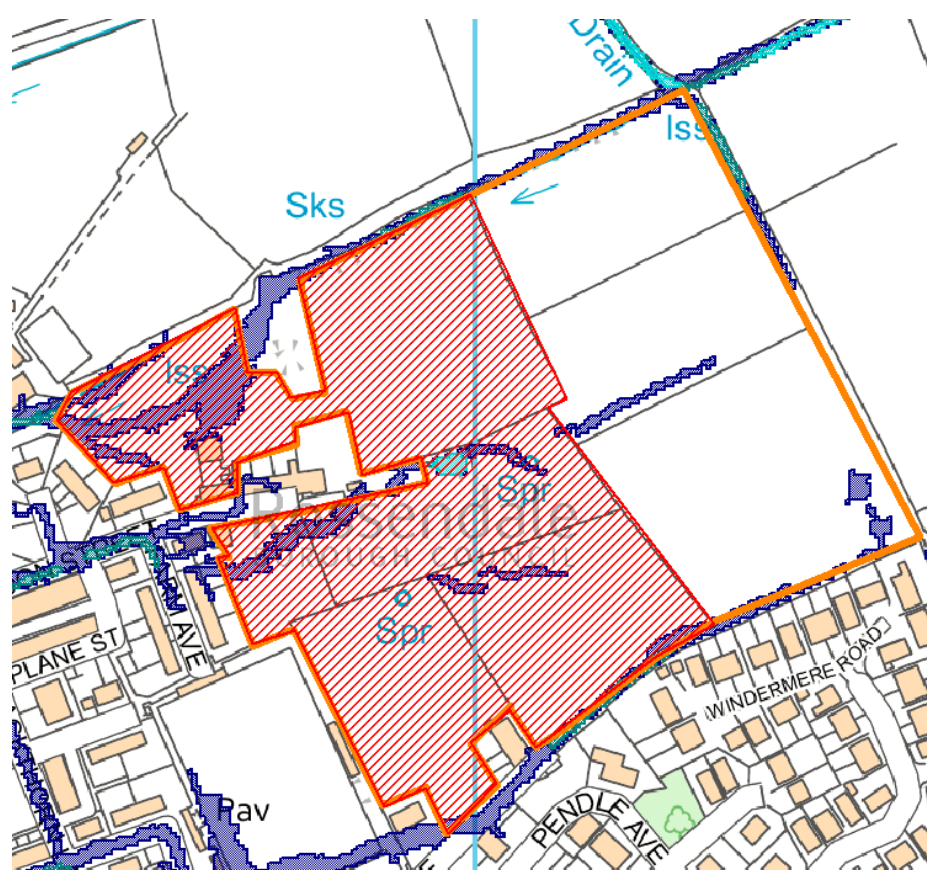 Drain
Iss
Sks
Iss
Spr
Rossendale
BOROUGH COUNCIL
Spr
AVE
PLANE ST
WINDERMERE ROAD
Pav
PENDLE AVE